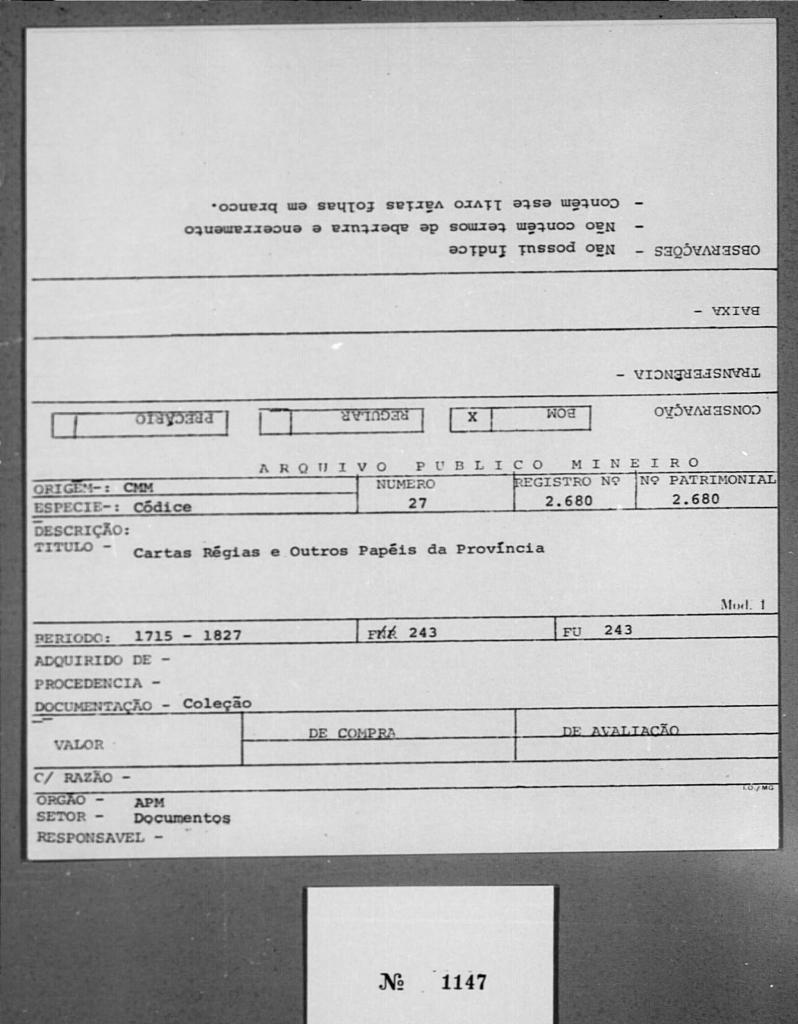 OBSERVAÇÕES - Não possui índice
- Não contém termos de abertura e encerramento
- Contém este livro várias folhas em branco.
BAIXA -
TRANSFERÊNCIA -
CONSERVAÇÃO BOM X REGULAR PRECÁRIO
ARQUIVO PUBLICO MINEIRO
ORIGEM-: CMM NUMERO REGISTRO Nº Nº PATRIMONIAL
ESPECIE-: Códice 27 2.680 2.680
DESCRIÇÃO:
TITULO - Cartas Régias e Outros Papéis da Província
Mod. 1
PERIODO: 1715 - 1827 243 FU 243
ADQUIRIDO DE -
PROCEDENCIA -
DOCUMENTAÇÃO - Coleção
VALOR DE COMPRA DE AVALIAÇÃO
C/ RAZÃO -
I.O./MG
ORGÃO - APM
SETOR - Documentos
RESPONSAVEL -
Nº 1147